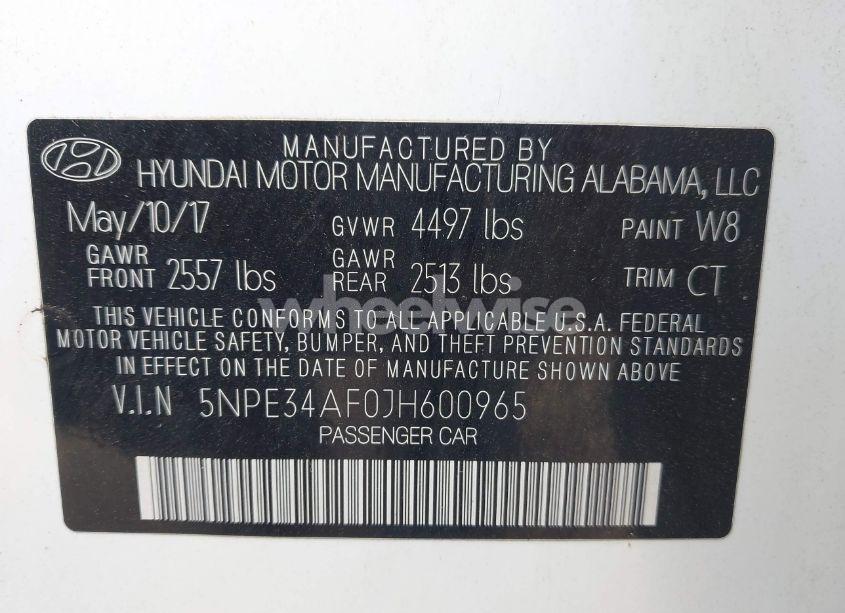 MANUFACTURED BY
HYUNDAI MOTOR MANUFACTURING ALABAMA, LLC
May/10/17 GVWR 4497 lbs PAINT W8
GAWR FRONT 2557 lbs GAWR REAR 2513 lbs TRIM CT
wheelwise
THIS VEHICLE CONFORMS TO ALL APPLICABLE U.S.A. FEDERAL
MOTOR VEHICLE SAFETY, BUMPER, AND THEFT PREVENTION STANDARDS
IN EFFECT ON THE DATE OF MANUFACTURE SHOWN ABOVE
V.I.N 5NPE34AF0JH600965
PASSENGER CAR